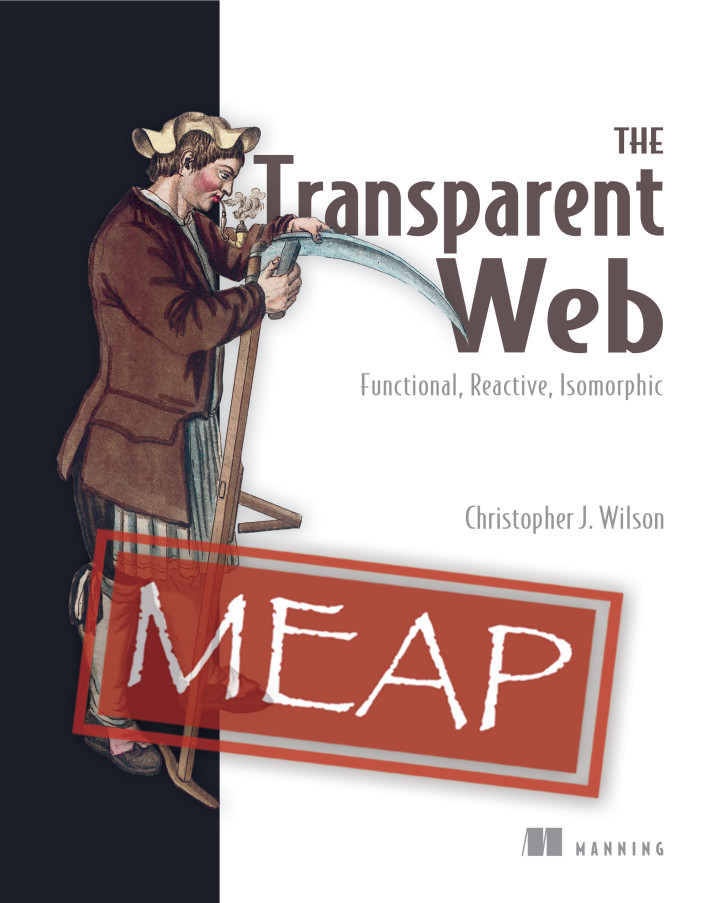 THE
Transparent
Web
Functional, Reactive, Isomorphic
Christopher J. Wilson
MEAP
MANNING